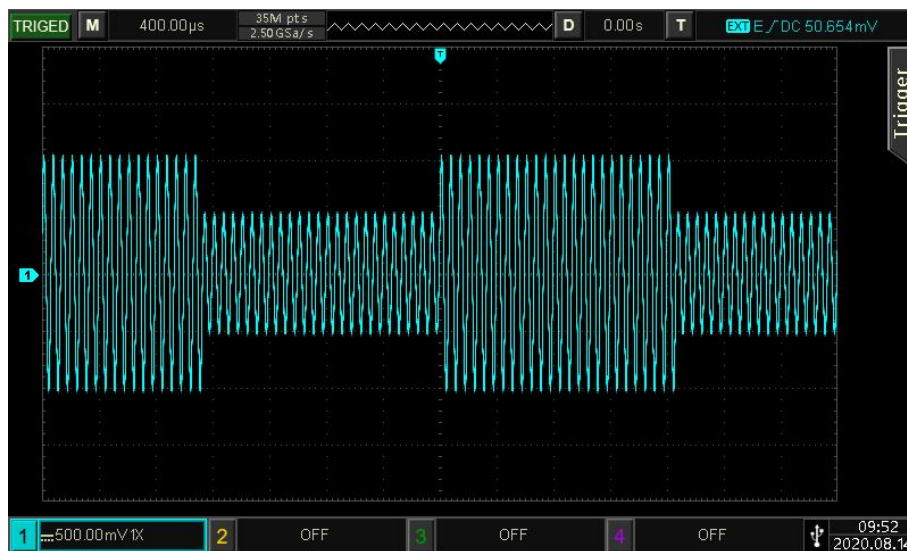 TRIGED M 400.00μs 35M pts D 0.00s T EXT E DC 50.654mV
2.50GSa/s
T
Trigger
1
1 500.00mV 1X 2 OFF 3 OFF 4 OFF 09:52
2020.08.14